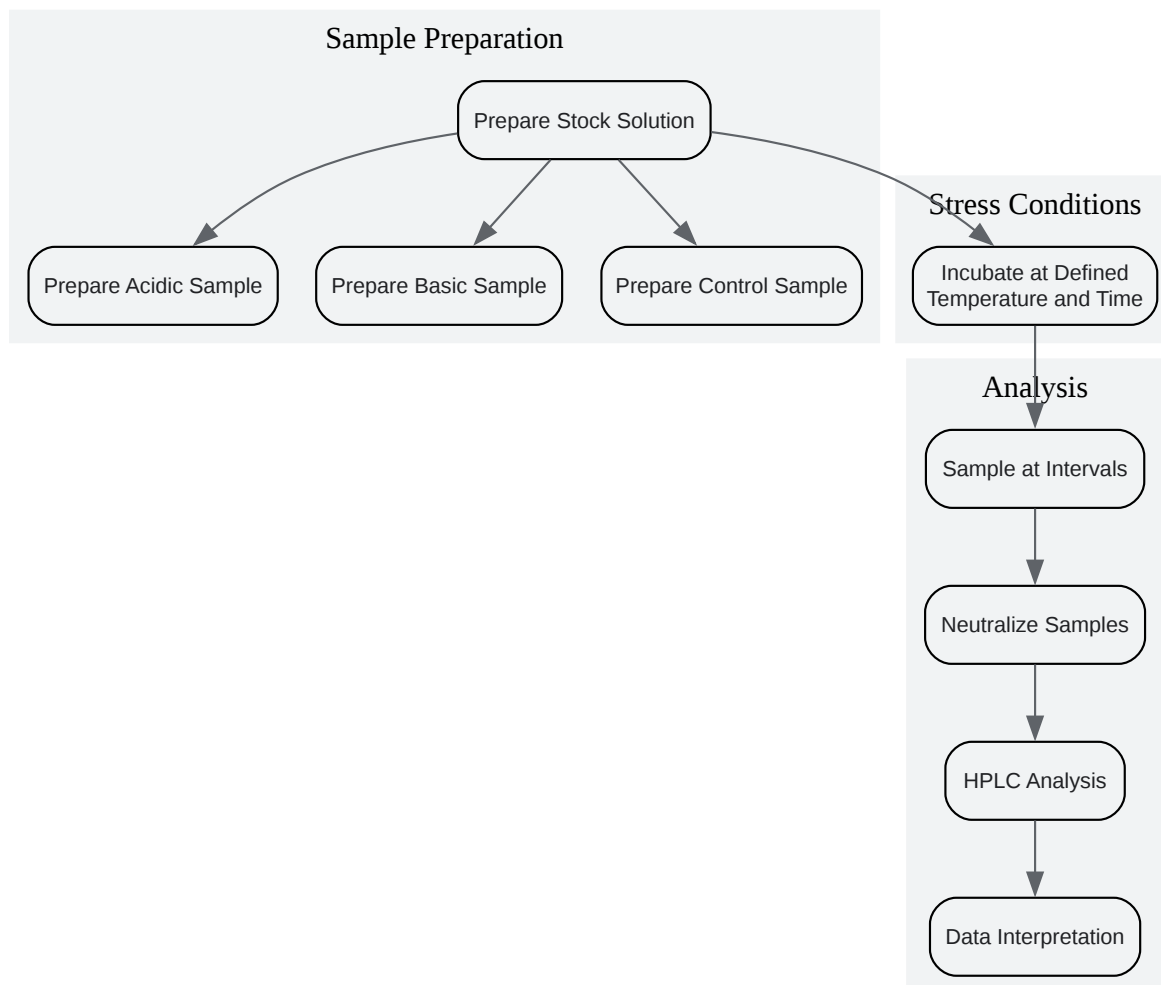 Sample Preparation
Prepare Stock Solution
Stress Conditions
Prepare Acidic Sample
Prepare Basic Sample
Prepare Control Sample
Incubate at Defined
Temperature and Time
Analysis
Sample at Intervals
Neutralize Samples
HPLC Analysis
Data Interpretation